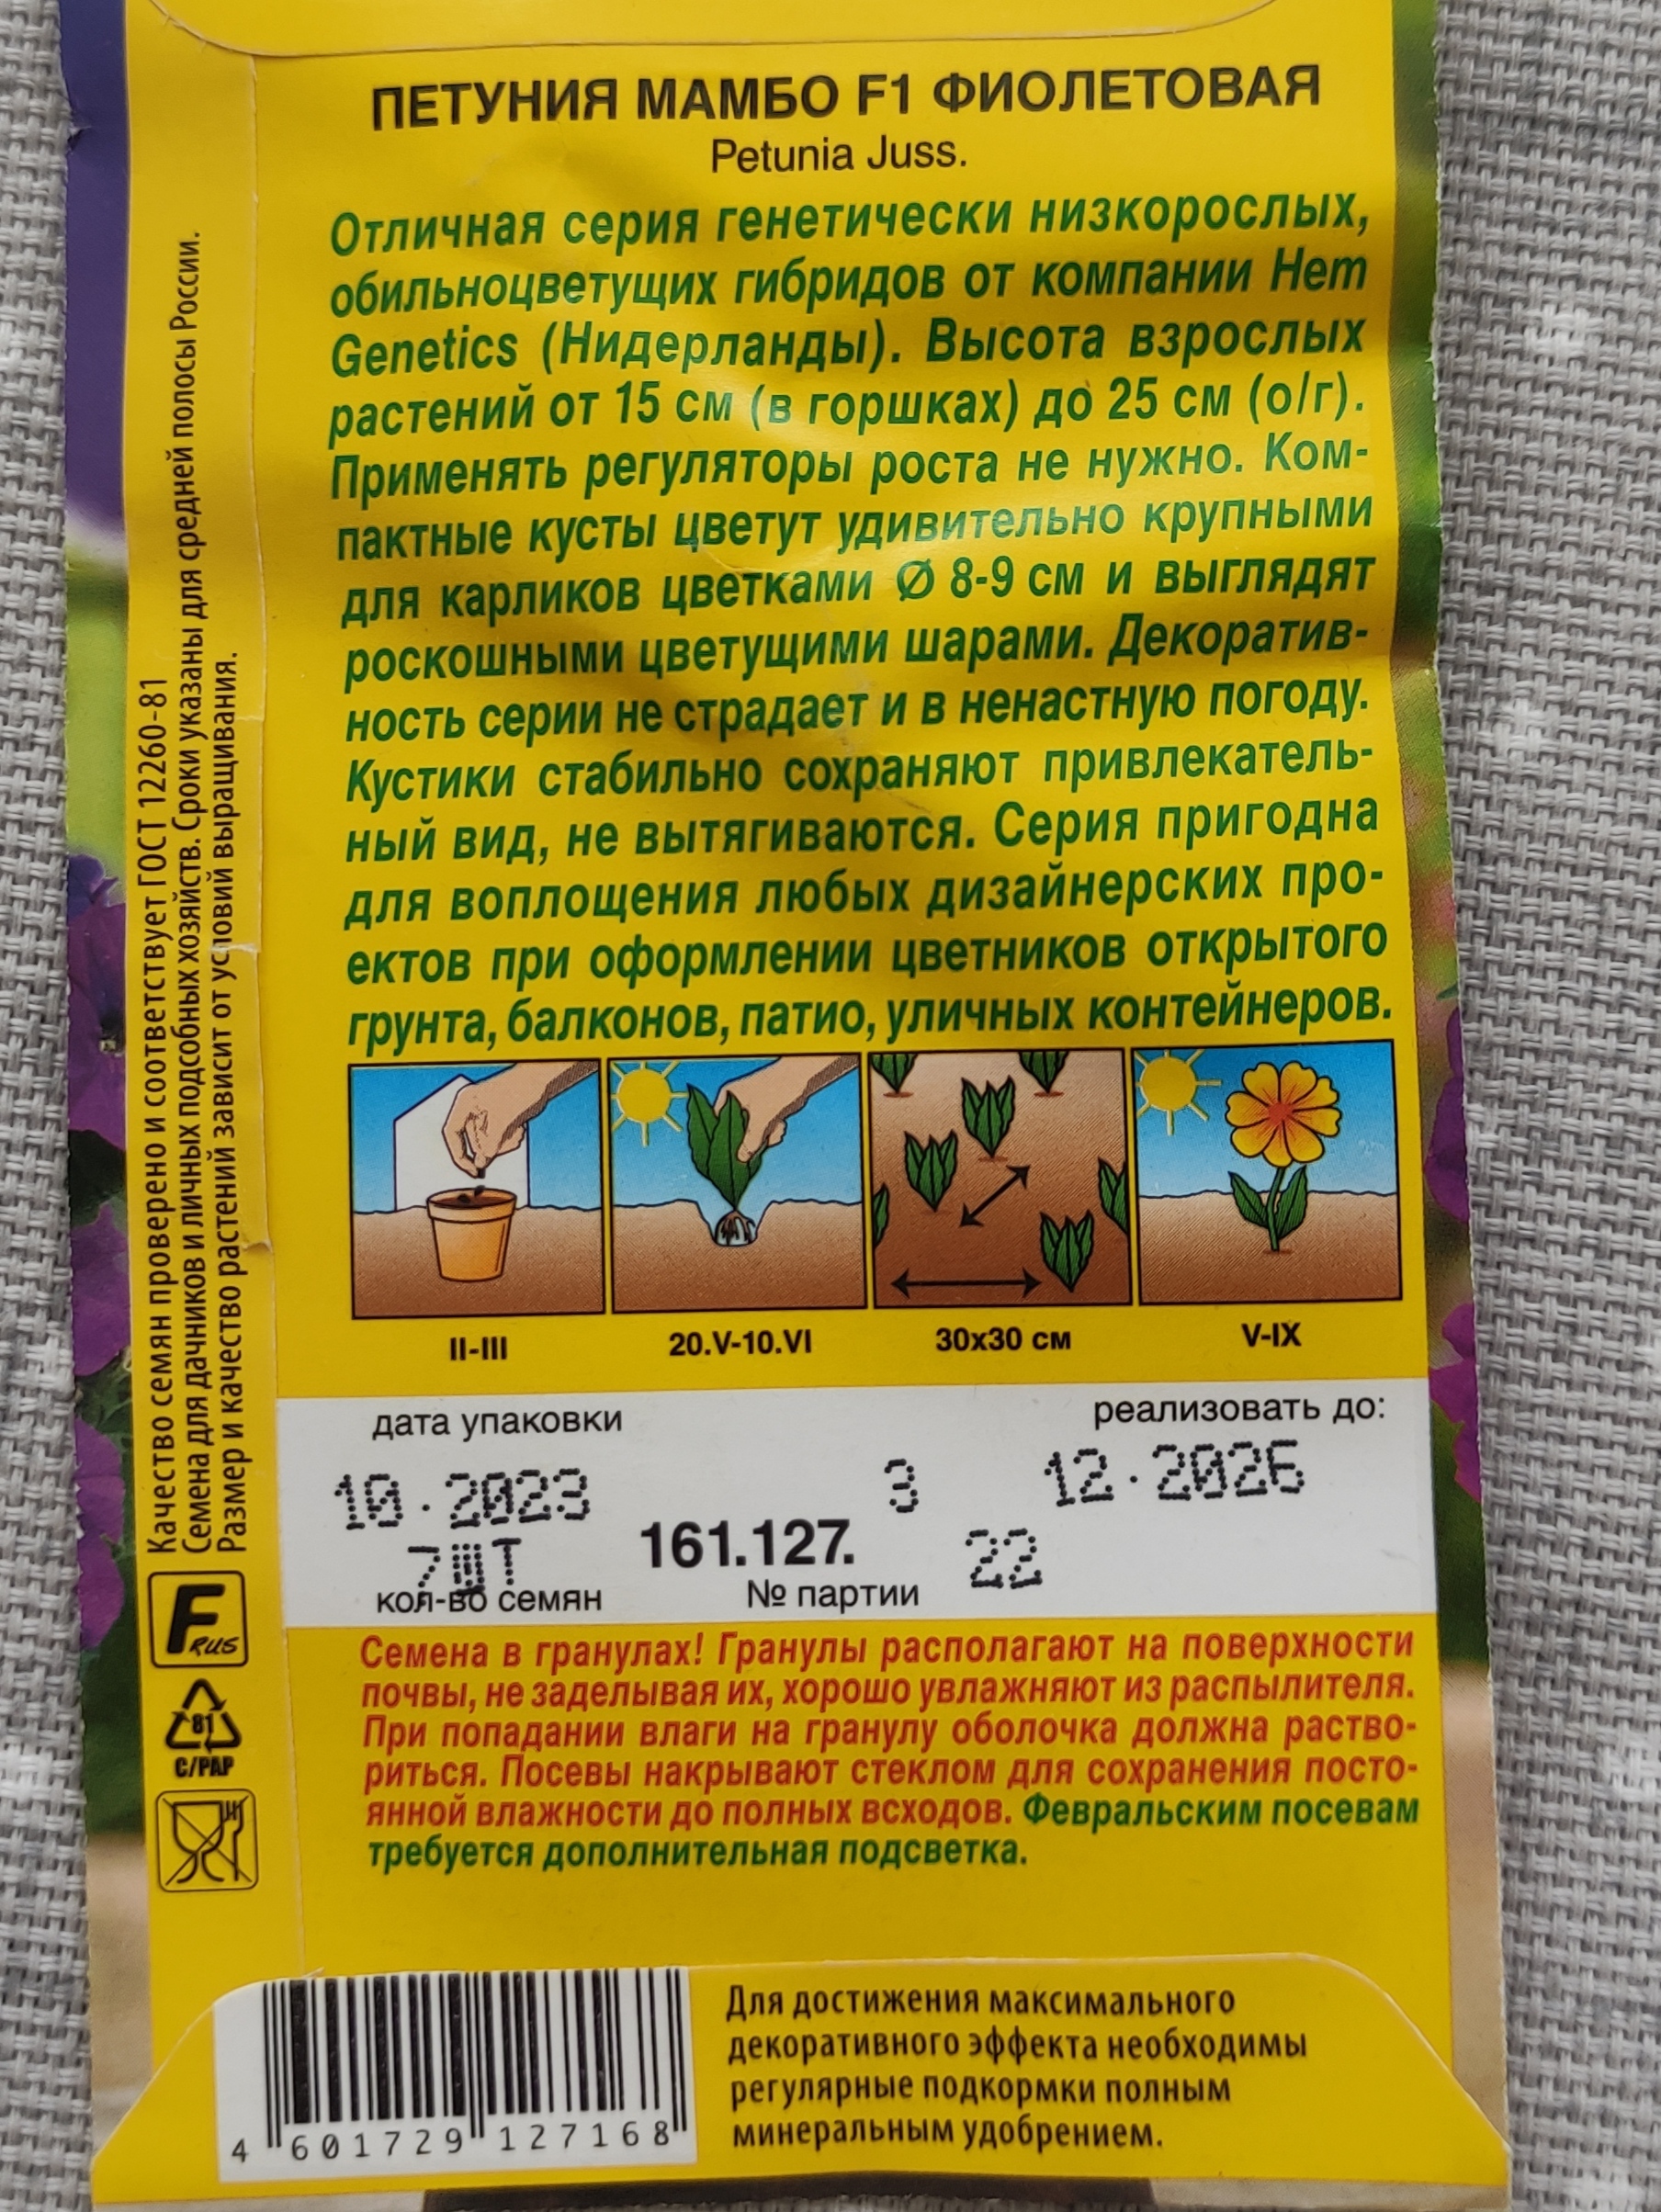 ПЕТУНИЯ МАМБО F1 ФИОЛЕТОВАЯ
Petunia Juss.
Отличная серия генетически низкорослых,
обильноцветущих гибридов от компании Hem
Genetics (Нидерланды). Высота взрослых
растений от 15 см (в горшках) до 25 см (о/г).
Применять регуляторы роста не нужно. Ком-
пактные кусты цветут удивительно крупными
для карликов цветками Ø 8-9 см и выглядят
роскошными цветущими шарами. Декоратив-
ность серии не страдает и в ненастную погоду.
Кустики стабильно сохраняют привлекатель-
ный вид, не вытягиваются. Серия пригодна
для воплощения любых дизайнерских про-
ектов при оформлении цветников открытого
грунта, балконов, патио, уличных контейнеров.
II-III 20.V-10.VI 30x30 см V-IX
дата упаковки реализовать до:
10.2023 3 12.2026
7ШТ 161.127. 22
кол-во семян № партии
Семена в гранулах! Гранулы располагают на поверхности
почвы, не заделывая их, хорошо увлажняют из распылителя.
При попадании влаги на гранулу оболочка должна раство-
риться. Посевы накрывают стеклом для сохранения посто-
янной влажности до полных всходов. Февральским посевам
требуется дополнительная подсветка.
Для достижения максимального
декоративного эффекта необходимы
регулярные подкормки полным
минеральным удобрением.
4 601729 127168
Качество семян проверено и соответствует ГОСТ 12260-81
Семена для дачников и личных подсобных хозяйств. Сроки указаны для средней полосы России.
Размер и качество растений зависит от условий выращивания.
F RUS
81
C/PAP